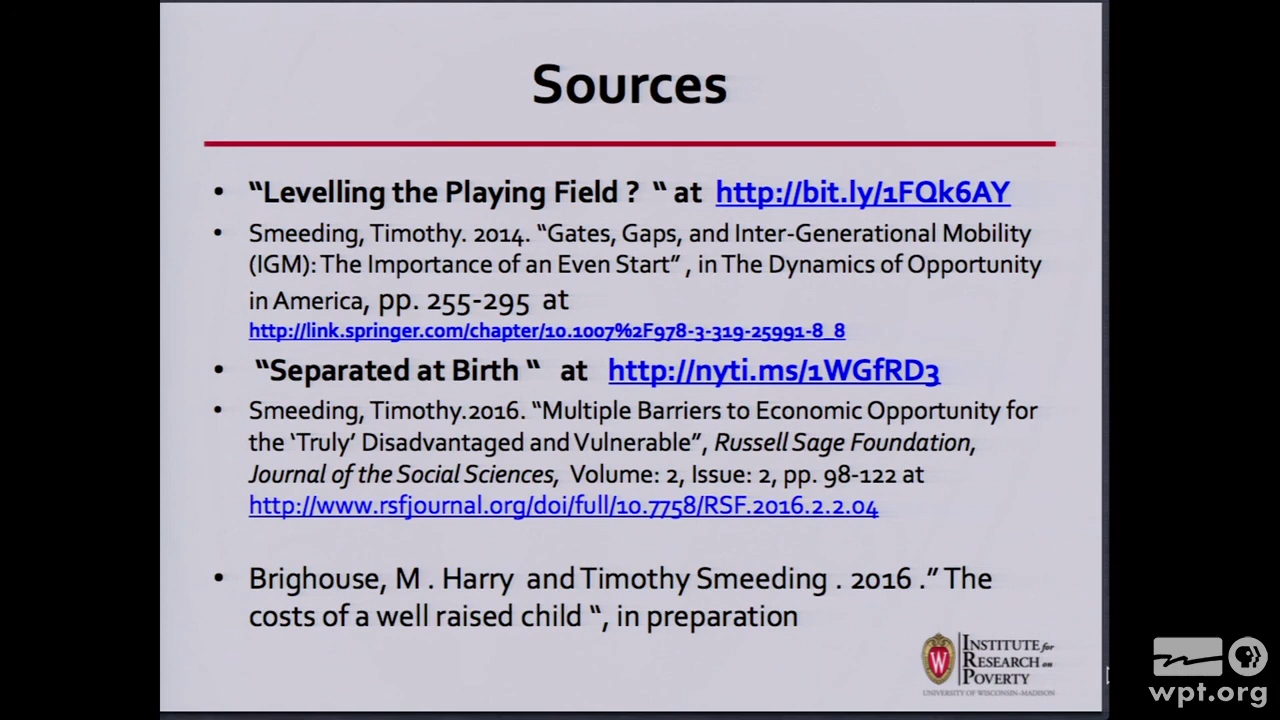 Sources
• “Levelling the Playing Field ? “ at http://bit.ly/1FQk6AY
• Smeeding, Timothy. 2014. “Gates, Gaps, and Inter-Generational Mobility
(IGM): The Importance of an Even Start” , in The Dynamics of Opportunity
in America, pp. 255-295 at
http://link.springer.com/chapter/10.1007%2F978-3-319-25991-8_8
• “Separated at Birth “ at http://nyti.ms/1WGfRD3
• Smeeding, Timothy.2016. “Multiple Barriers to Economic Opportunity for
the ‘Truly’ Disadvantaged and Vulnerable”, Russell Sage Foundation,
Journal of the Social Sciences, Volume: 2, Issue: 2, pp. 98-122 at
http://www.rsfjournal.org/doi/full/10.7758/RSF.2016.2.2.04
• Brighouse, M . Harry and Timothy Smeeding . 2016 .” The
costs of a well raised child “, in preparation
W
INSTITUTE for
RESEARCH on
POVERTY
UNIVERSITY OF WISCONSIN–MADISON
PBS
wpt.org